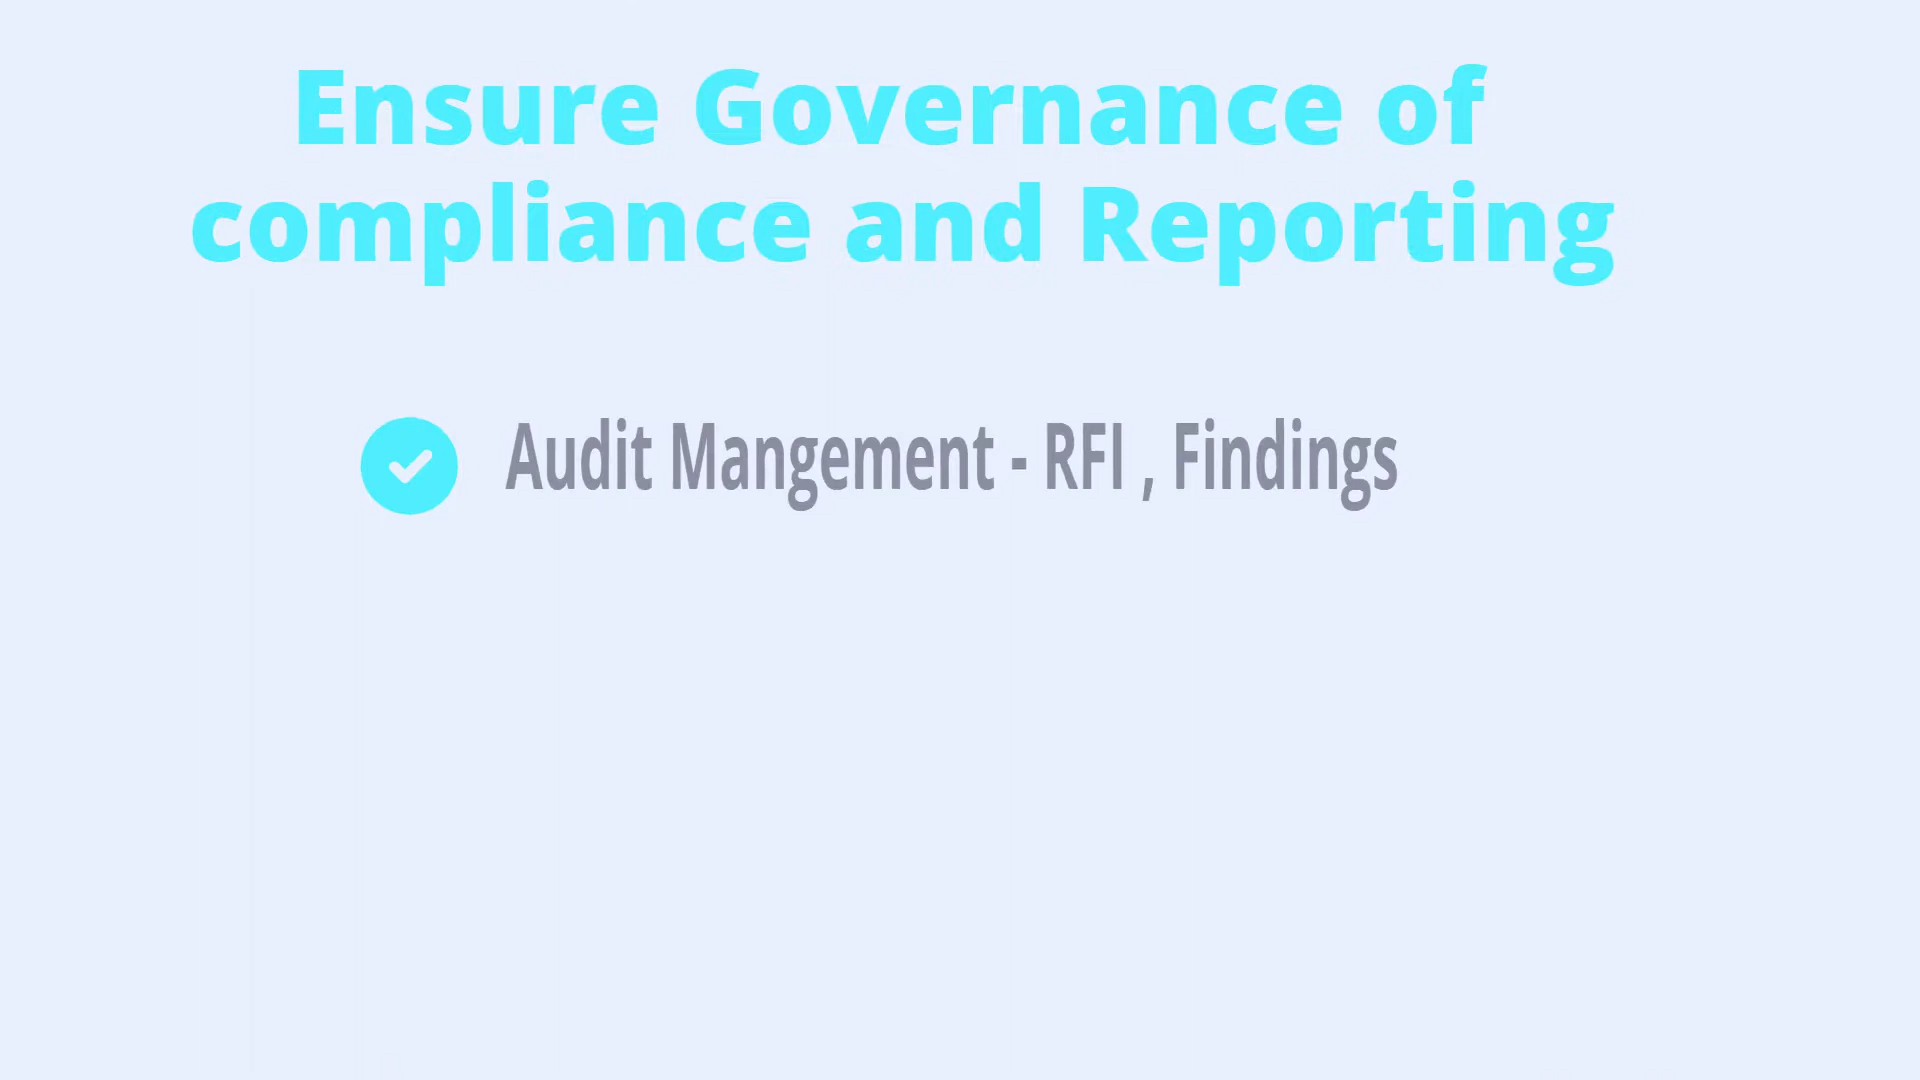 Ensure Governance of
compliance and Reporting
Audit Mangement - RFI , Findings